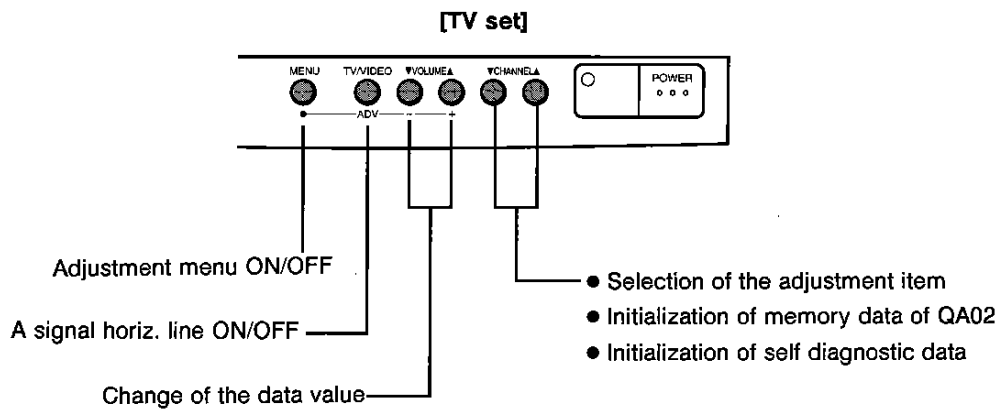 [TV set]
MENU TV/VIDEO ▼VOLUME▲ ▼CHANNEL▲ POWER
ADV - +
Adjustment menu ON/OFF
A signal horiz. line ON/OFF
Change of the data value
● Selection of the adjustment item
● Initialization of memory data of QA02
● Initialization of self diagnostic data